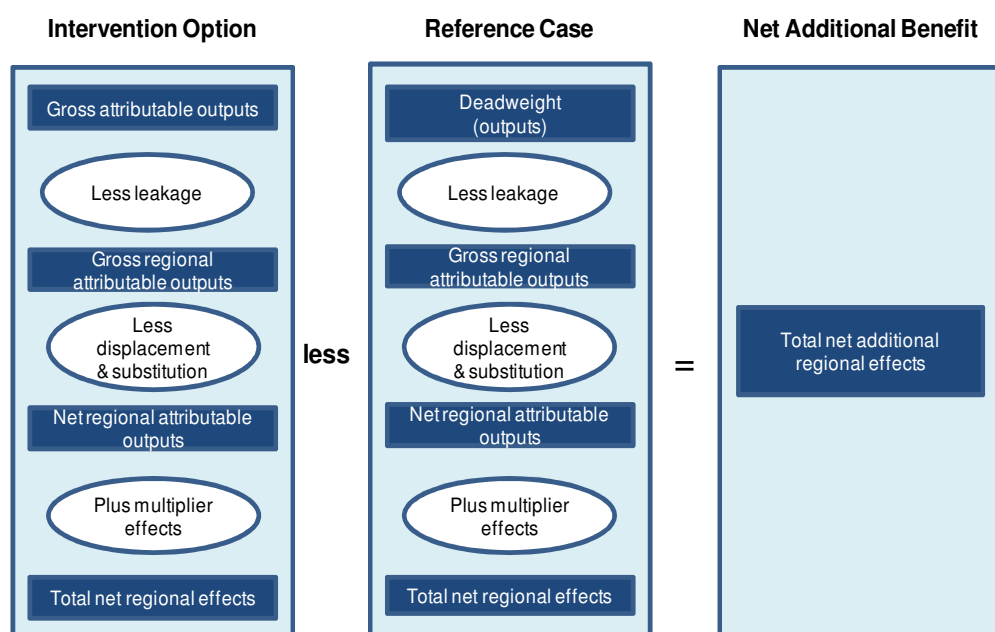 Intervention Option
Gross attributable outputs
Less leakage
Gross regional
attributable outputs
Less
displacement
& substitution
Net regional attributable
outputs
Plus multiplier
effects
Total net regional effects
less
Reference Case
Deadweight
(outputs)
Less leakage
Gross regional
attributable outputs
Less
displacement
& substitution
Net regional attributable
outputs
Plus multiplier
effects
Total net regional effects
=
Net Additional Benefit
Total net additional
regional effects